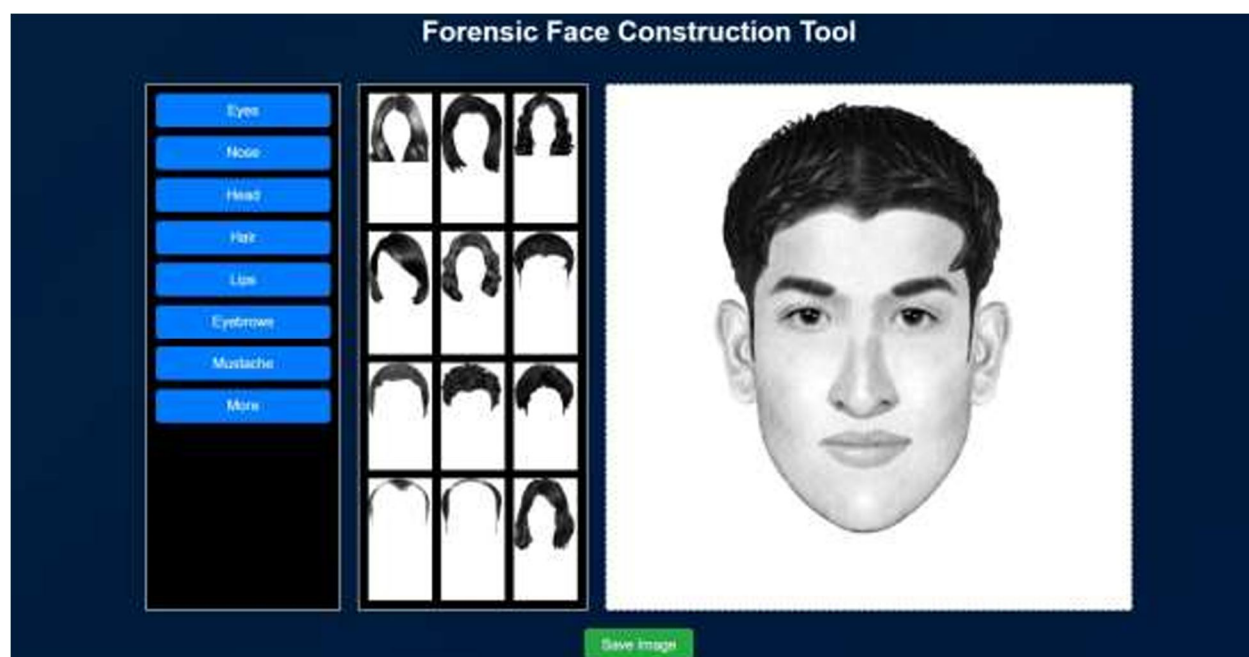 Forensic Face Construction Tool
Eyes
Nose
Head
Hair
Lips
Eyebrows
Mustache
More
Save Image